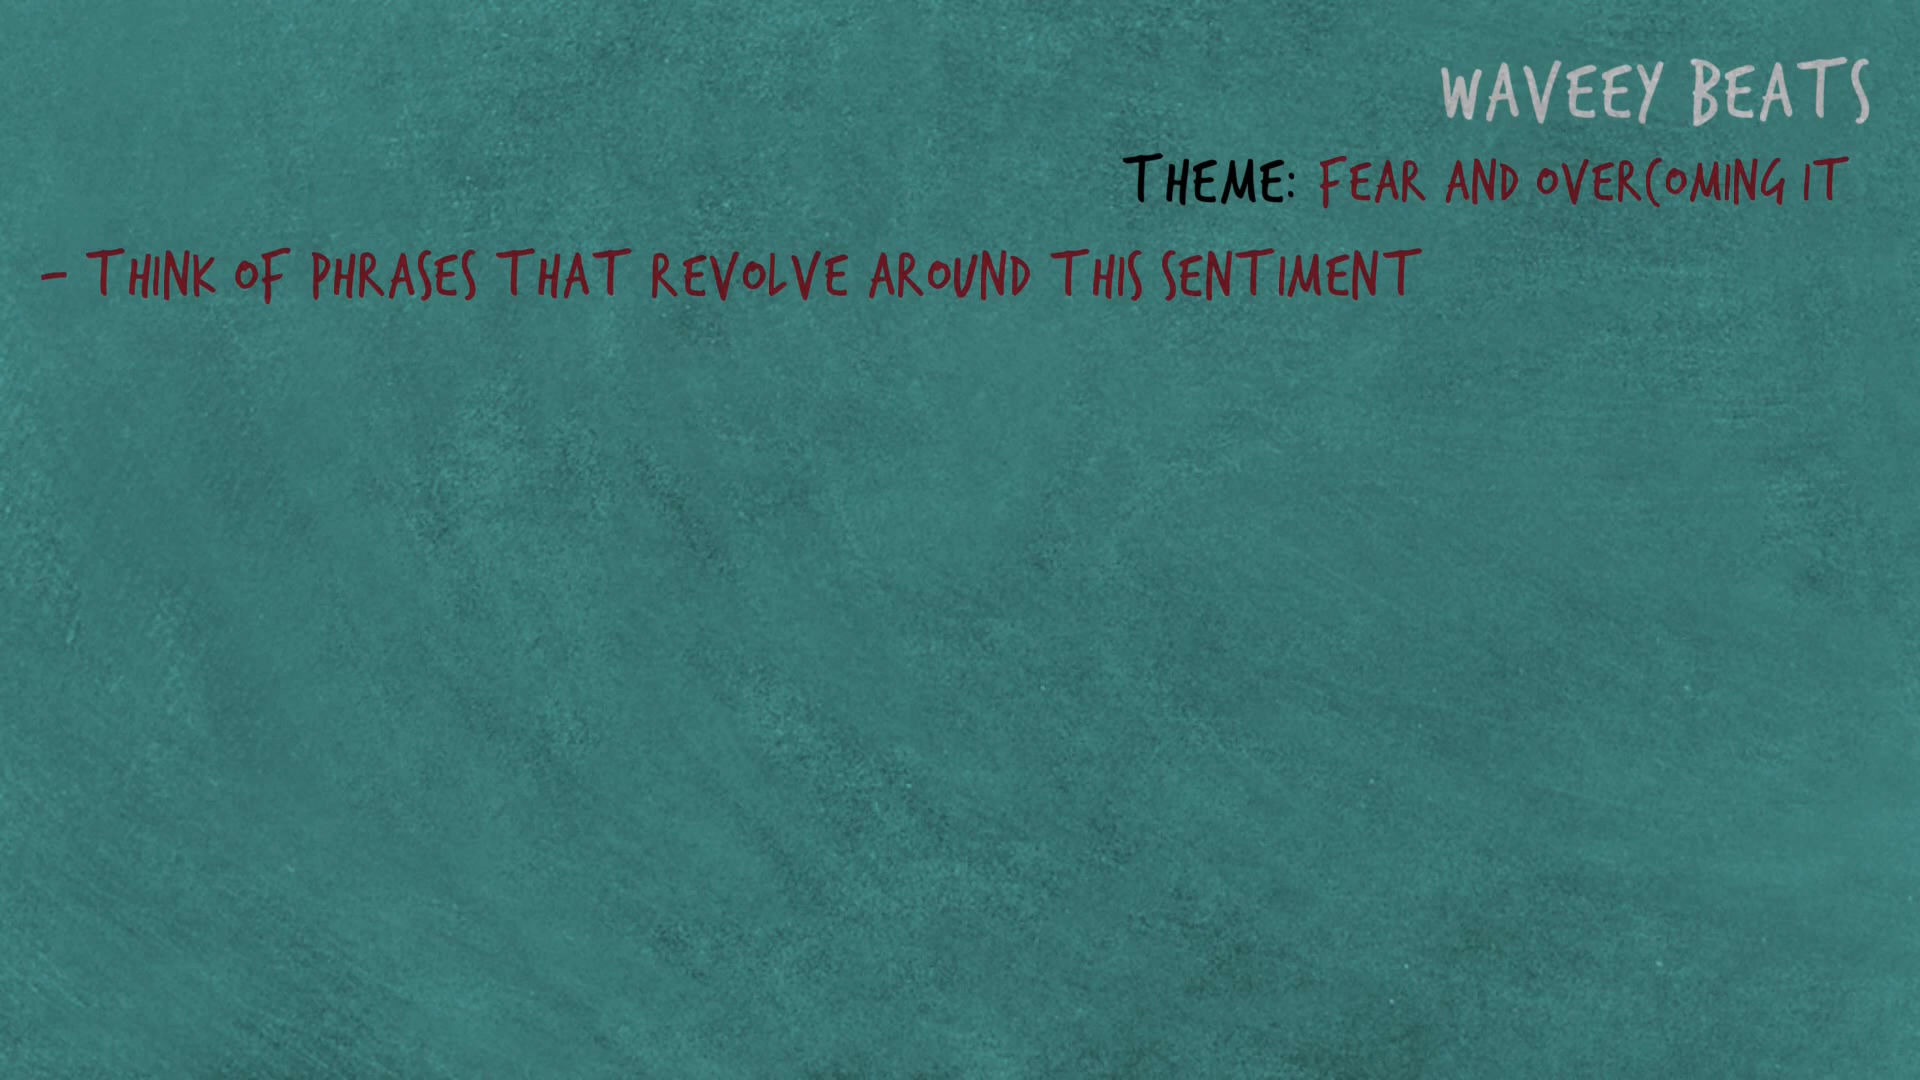 WAVEEY BEATS
THEME: FEAR AND OVERCOMING IT
- THINK OF PHRASES THAT REVOLVE AROUND THIS SENTIMENT